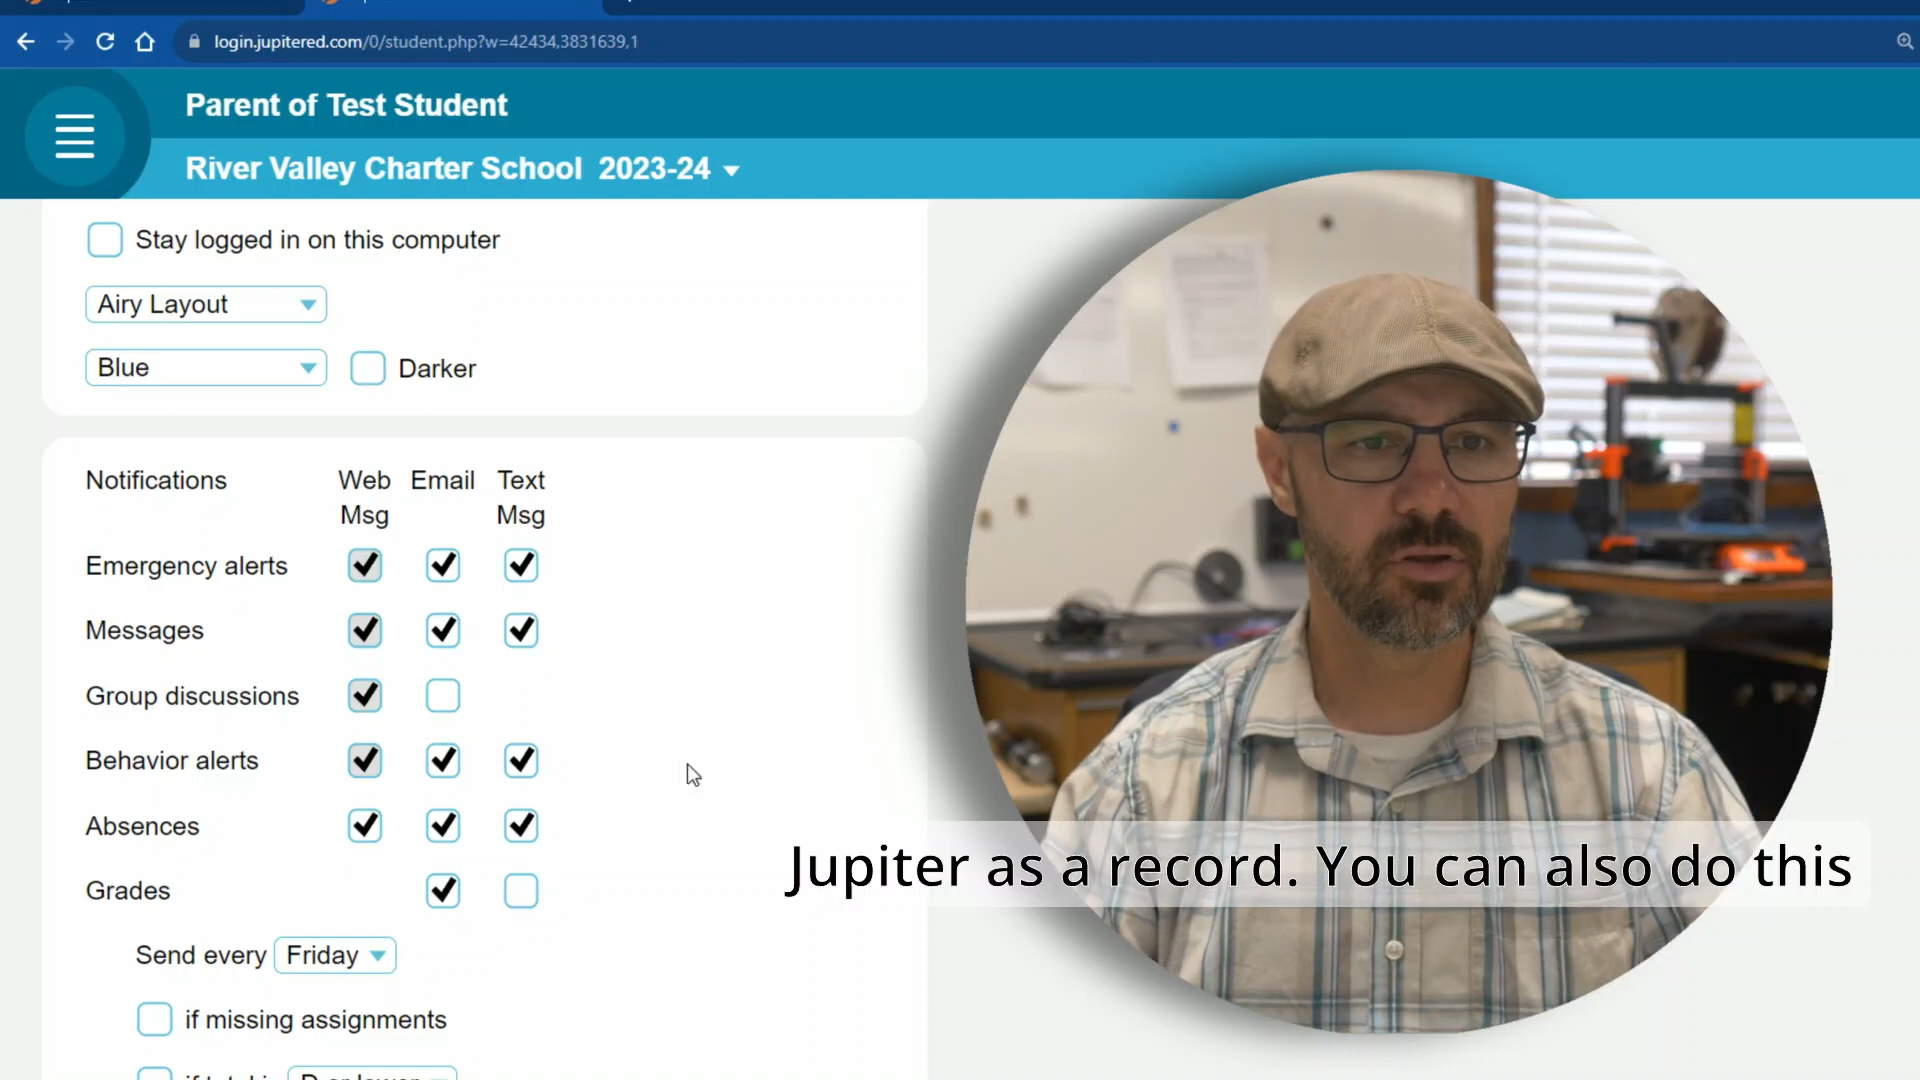 login.jupitered.com/0/student.php?w=42434,3831639,1
Parent of Test Student
River Valley Charter School 2023-24
Stay logged in on this computer
Airy Layout
Blue
Darker
Notifications
Web Msg
Email
Text Msg
Emergency alerts
Messages
Group discussions
Behavior alerts
Absences
Grades
Send every Friday
if missing assignments
Jupiter as a record. You can also do this